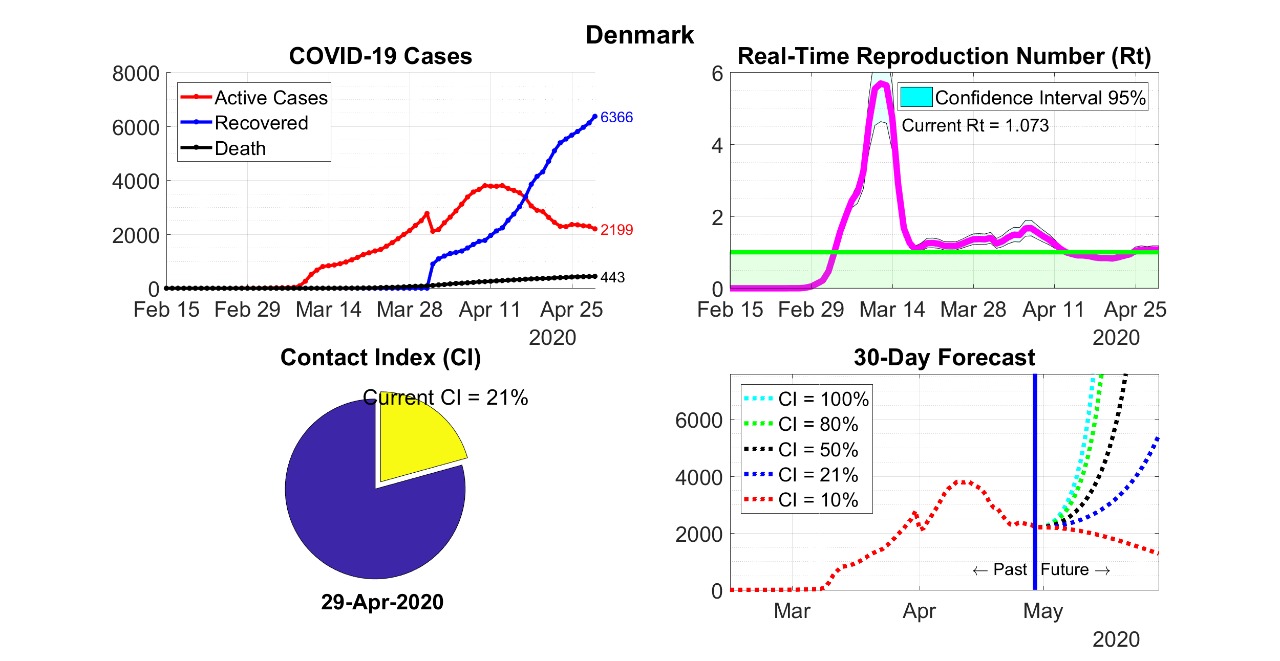 Denmark
COVID-19 Cases
8000
6000
4000
2000
0
Active Cases
Recovered
Death
6366
2199
443
Feb 15 Feb 29 Mar 14 Mar 28 Apr 11 Apr 25
2020
Real-Time Reproduction Number (Rt)
6
4
2
0
Confidence Interval 95%
Current Rt = 1.073
Feb 15 Feb 29 Mar 14 Mar 28 Apr 11 Apr 25
2020
Contact Index (CI)
Current CI = 21%
29-Apr-2020
30-Day Forecast
6000
4000
2000
0
CI = 100%
CI = 80%
CI = 50%
CI = 21%
CI = 10%
← Past Future →
Mar Apr May
2020